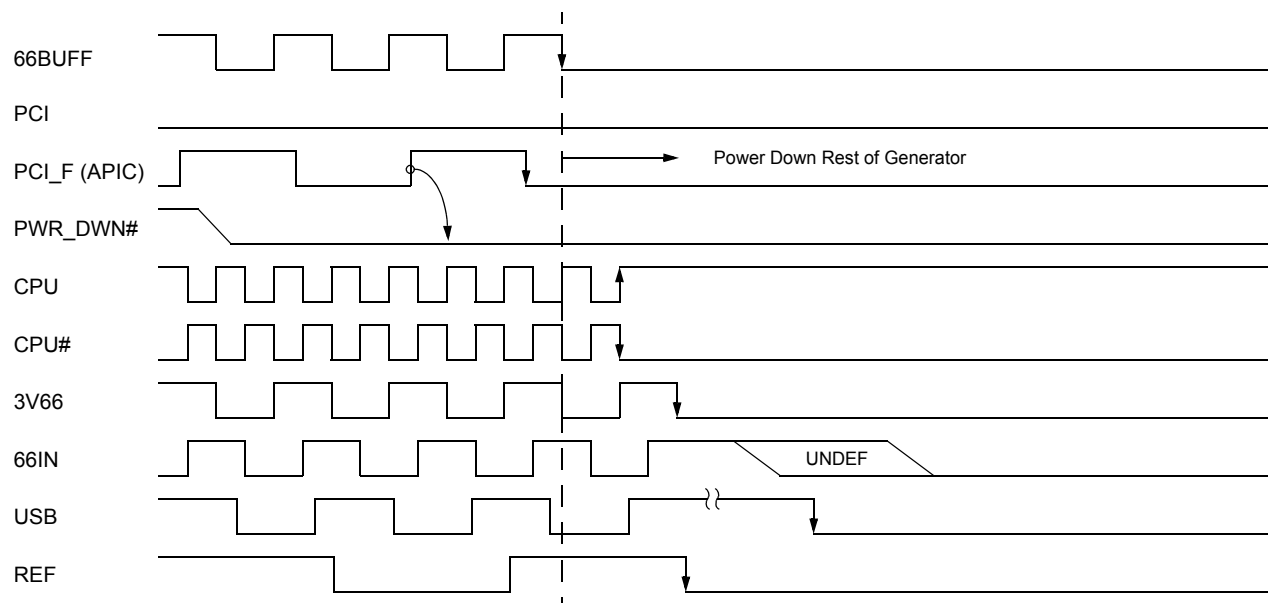 66BUFF
PCI
PCI_F (APIC)
Power Down Rest of Generator
PWR_DWN#
CPU
CPU#
3V66
66IN
UNDEF
USB
REF